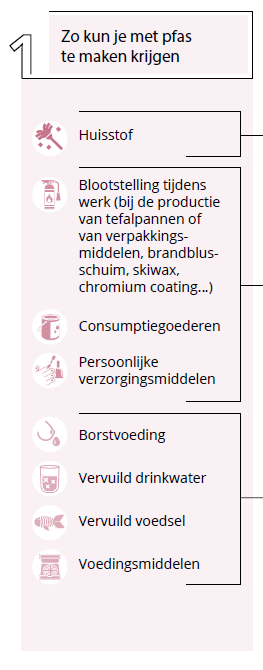 1
Zo kun je met pfas
te maken krijgen
Huisstof
Blootstelling tijdens
werk (bij de productie
van tefalpannen of
van verpakkings-
middelen, brandblus-
schuim, skiwax,
chromium coating...)
Consumptiegoederen
Persoonlijke
verzorgingsmiddelen
Borstvoeding
Vervuild drinkwater
Vervuild voedsel
Voedingsmiddelen